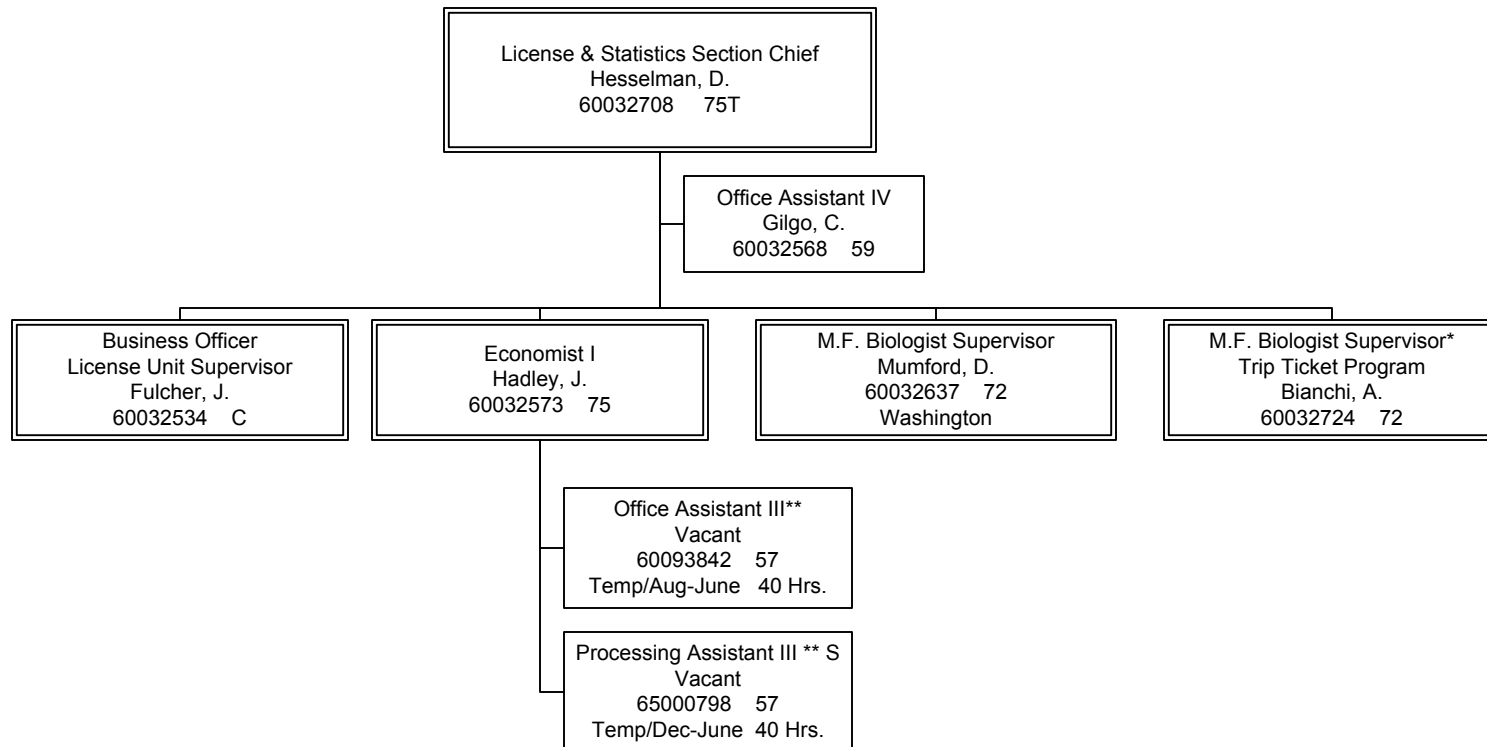 License & Statistics Section Chief
Hesselman, D.
60032708 75T
Office Assistant IV
Gilgo, C.
60032568 59
Business Officer
License Unit Supervisor
Fulcher, J.
60032534 C
Economist I
Hadley, J.
60032573 75
M.F. Biologist Supervisor
Mumford, D.
60032637 72
Washington
M.F. Biologist Supervisor*
Trip Ticket Program
Bianchi, A.
60032724 72
Office Assistant III**
Vacant
60093842 57
Temp/Aug-June 40 Hrs.
Processing Assistant III ** S
Vacant
65000798 57
Temp/Dec-June 40 Hrs.